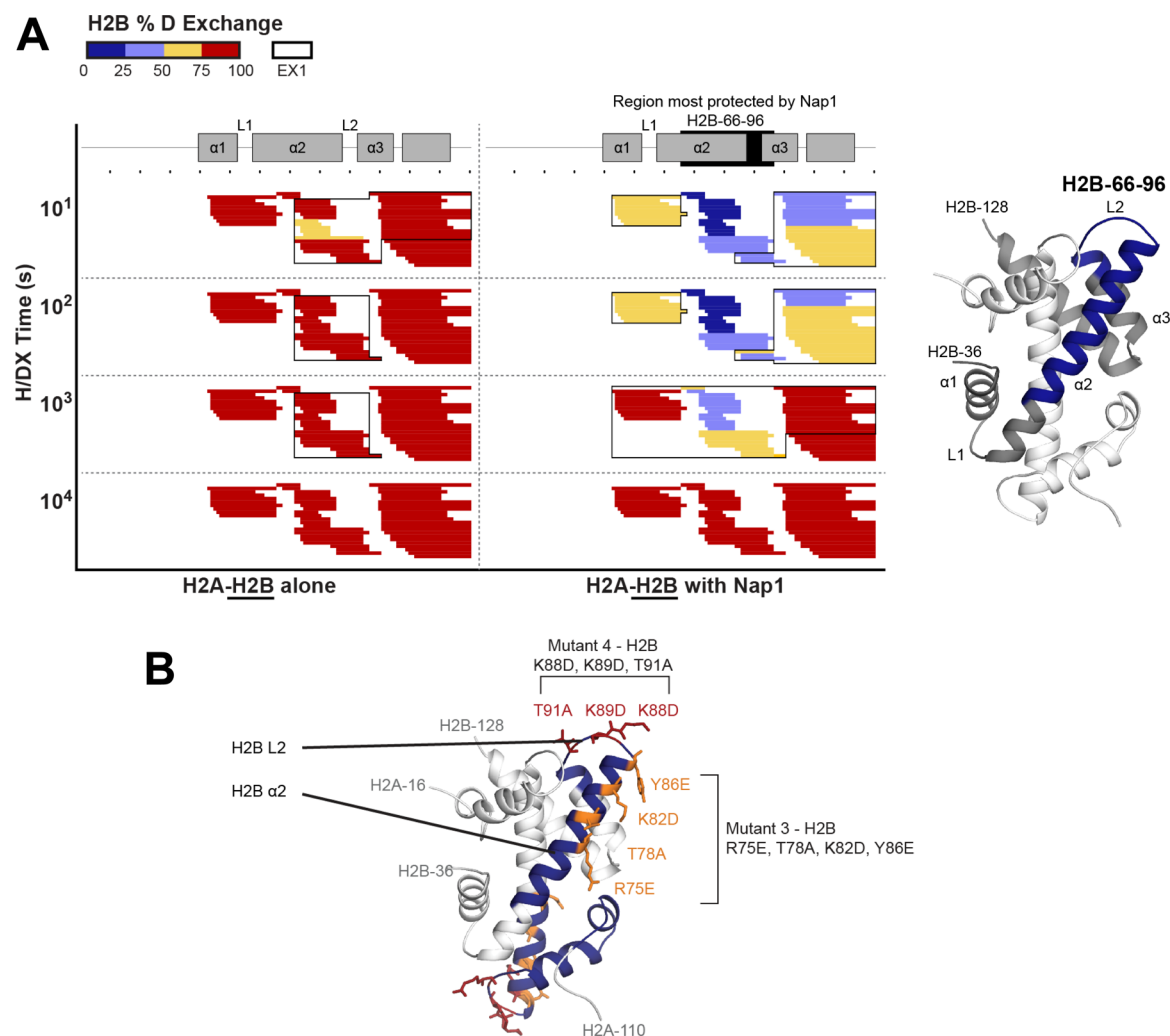 A
H2B % D Exchange
0 25 50 75 100 EX1
Region most protected by Nap1
H2B-66-96
L1 L2 L1
α1 α2 α3 α1 α2 α3
H/DX Time (s)
10¹
10²
10³
10⁴
H2A-H2B alone
H2A-H2B with Nap1
H2B-66-96
H2B-128
L2
α3
H2B-36
α1
α2
L1
B
Mutant 4 - H2B
K88D, K89D, T91A
T91A K89D K88D
H2B-128
H2B L2
H2A-16
H2B α2
Y86E
K82D
Mutant 3 - H2B
R75E, T78A, K82D, Y86E
T78A
H2B-36
R75E
H2A-110